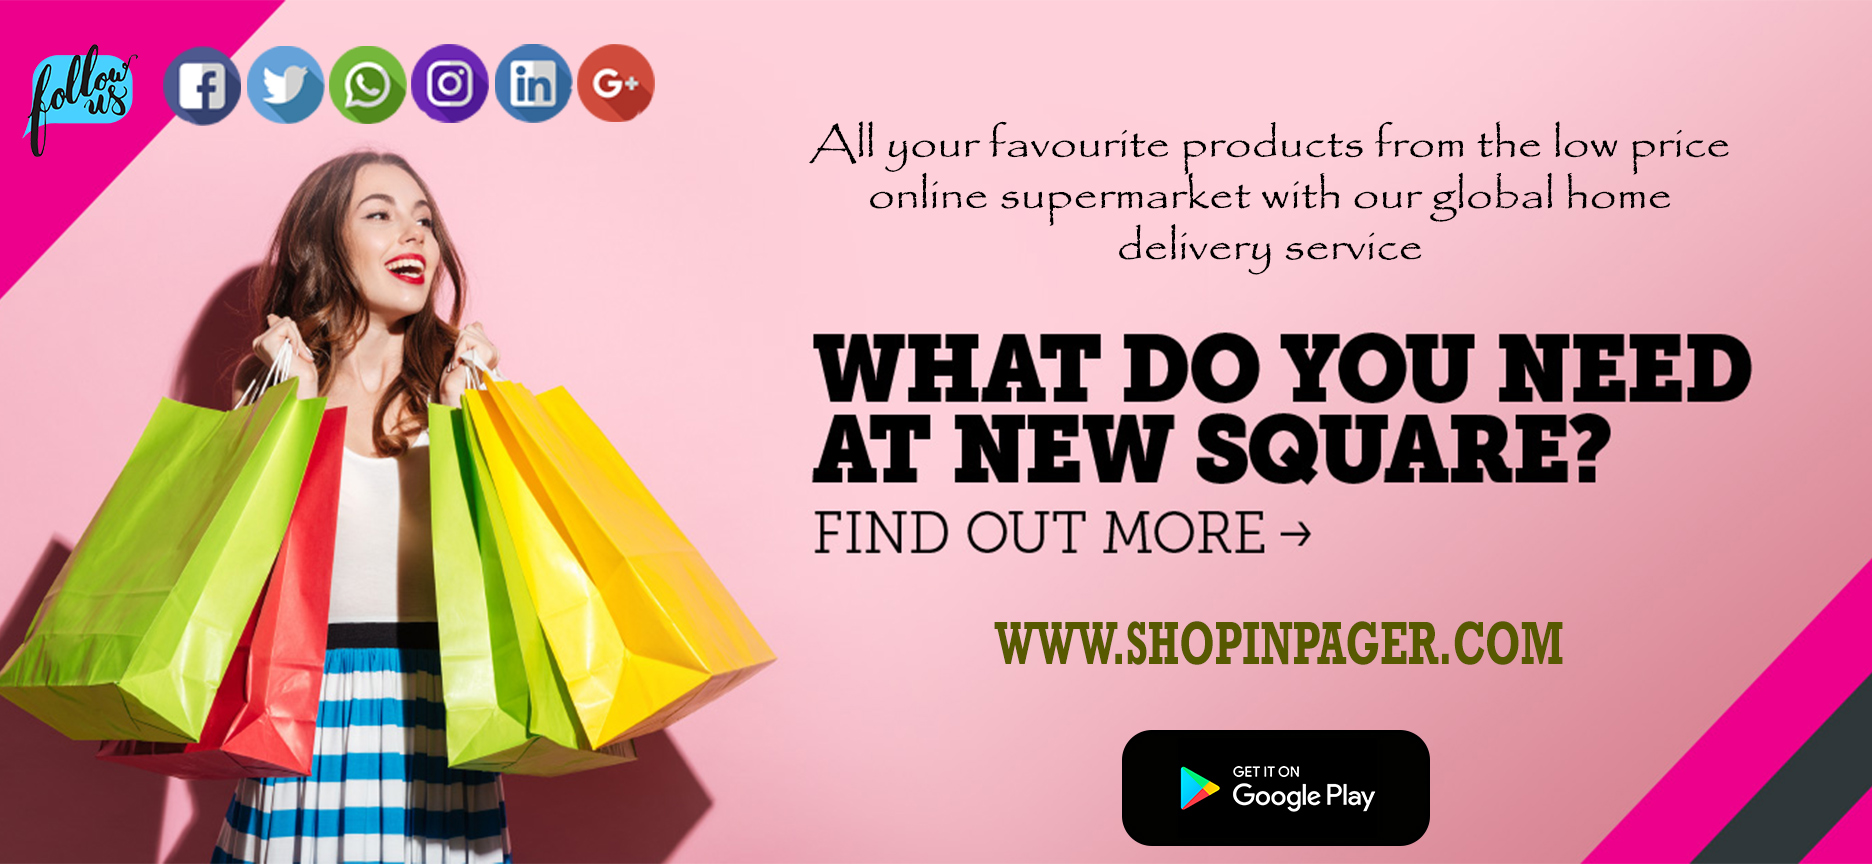 follow
us
All your favourite products from the low price
online supermarket with our global home
delivery service
WHAT DO YOU NEED
AT NEW SQUARE?
FIND OUT MORE →
WWW.SHOPINPAGER.COM
GET IT ON
Google Play